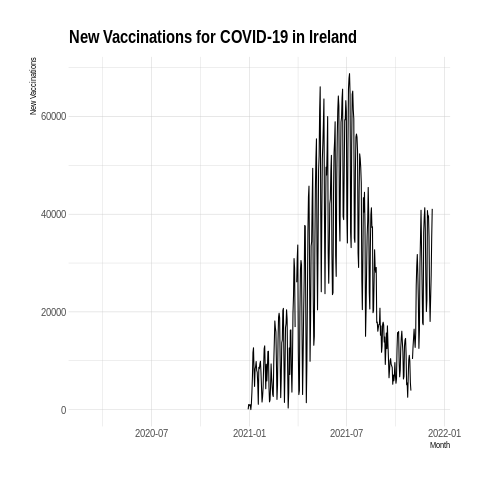 New Vaccinations for COVID-19 in Ireland
New Vaccinations
60000
40000
20000
0
2020-07
2021-01
2021-07
2022-01
Month